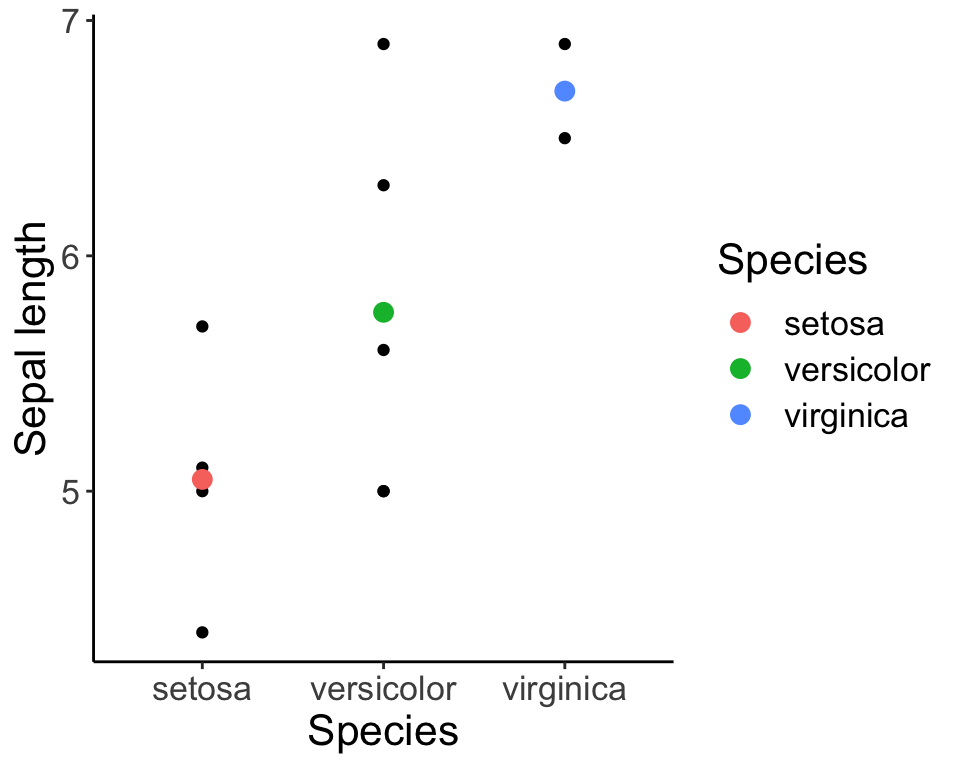 7
6
5
Sepal length
setosa versicolor virginica
Species
Species
setosa
versicolor
virginica